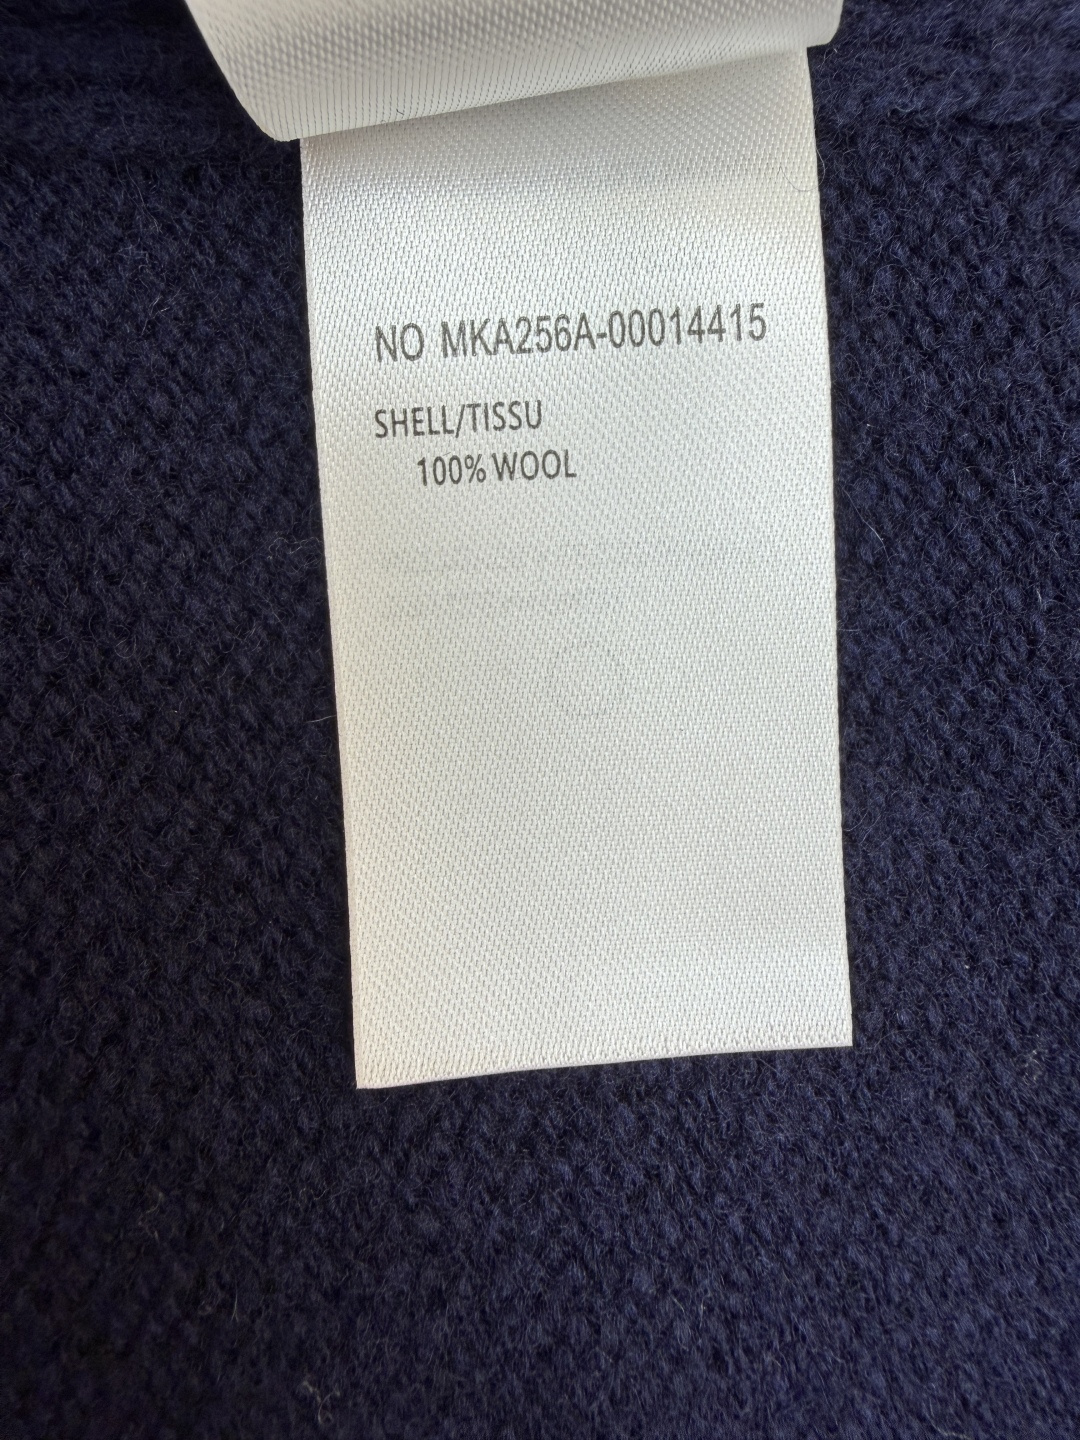 NO MKA256A-00014415
SHELL/TISSU
100% WOOL